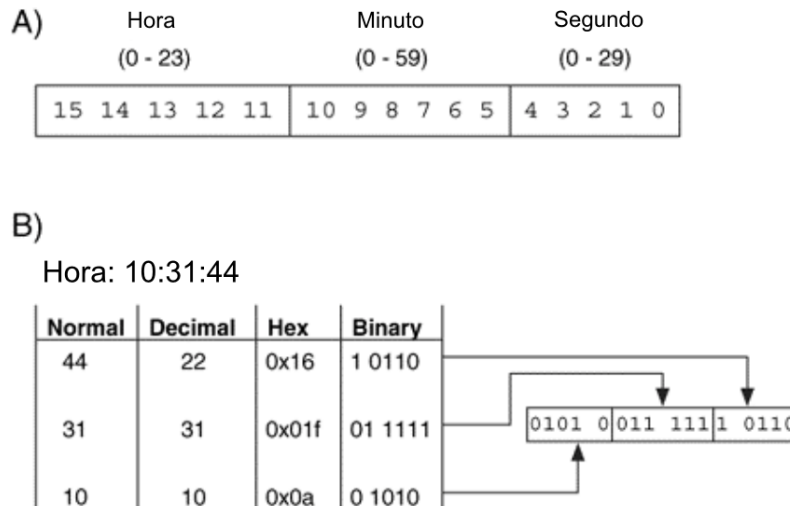 A) Hora Minuto Segundo
(0 - 23) (0 - 59) (0 - 29)
15 14 13 12 11 10 9 8 7 6 5 4 3 2 1 0
B)
Hora: 10:31:44
Normal Decimal Hex Binary
44 22 0x16 1 0110
31 31 0x01f 01 1111
0101 0 011 111 1 0110
10 10 0x0a 0 1010